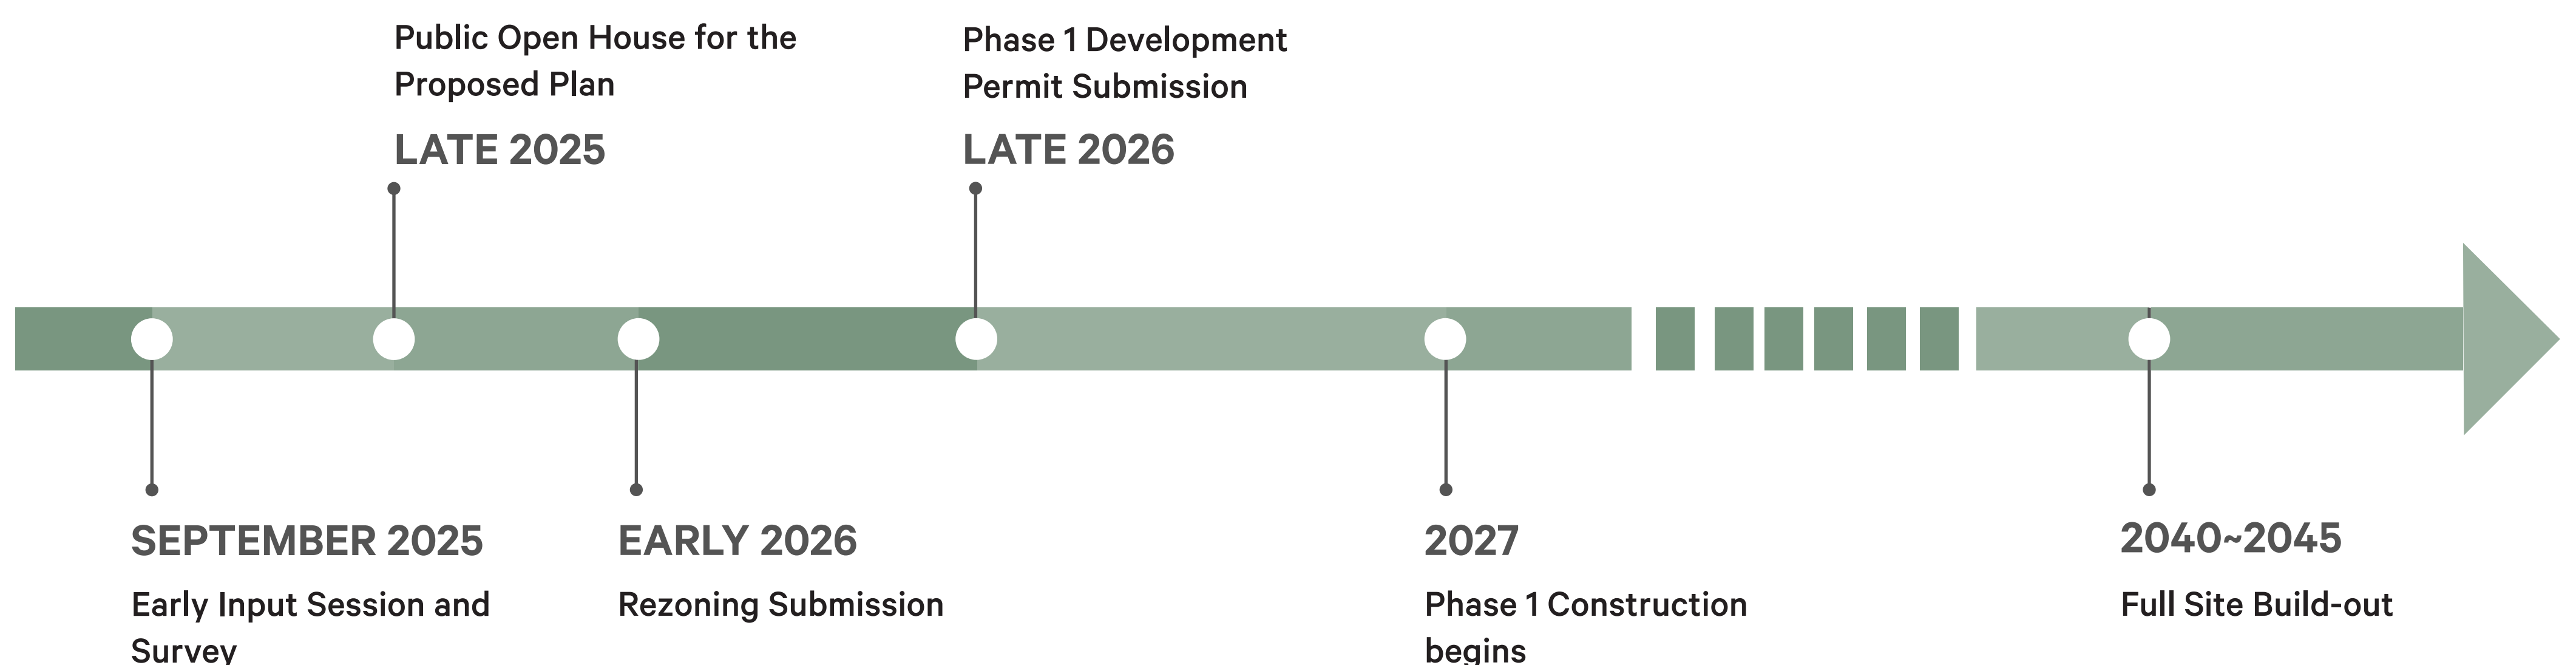 Public Open House for the
Proposed Plan
LATE 2025
Phase 1 Development
Permit Submission
LATE 2026
SEPTEMBER 2025
Early Input Session and
Survey
EARLY 2026
Rezoning Submission
2027
Phase 1 Construction
begins
2040~2045
Full Site Build-out